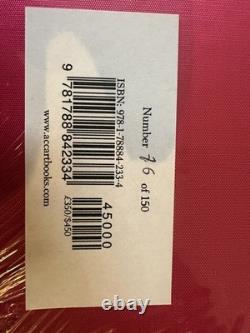 Number 76 of 150
ISBN: 978-1-78884-233-4
45000
9 781788 842334
£350/$450
www.accartbooks.com
ebay